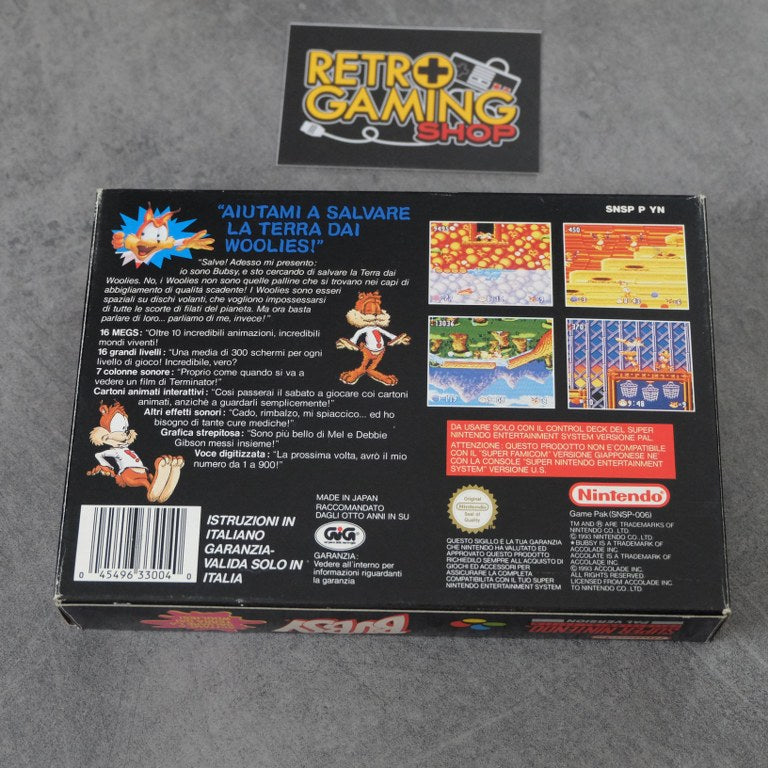 RETRO
GAMING
SHOP
"AIUTAMI A SALVARE
LA TERRA DAI
WOOLIES!"
SNSP P YN
"Salve! Adesso mi presento:
io sono Bubsy, e sto cercando di salvare la Terra dai
Woolies. No, i Woolies non sono quelle palline che si trovano nei capi di
abbigliamento di qualità scadente! I Woolies sono esseri
spaziali su dischi volanti, che vogliono impossessarsi
di tutte le scorte di filati del pianeta. Ma ora basta
parlare di loro... parliamo di me, invece!"
16 MEGS: "Oltre 10 incredibili animazioni, incredibili
mondi viventi!
16 grandi livelli: "Una media di 300 schermi per ogni
livello di gioco! Incredibile, vero?
7 colonne sonore: "Proprio come quando si va a
vedere un film di Terminator!"
Cartoni animati interattivi: "Cosi passerei il sabato a giocare coi cartoni
animati, anzichè a guardarli semplicemente!"
Altri effetti sonori: "Cado, rimbalzo, mi spiaccico... ed ho
bisogno di tante cure mediche!"
Grafica strepitosa: "Sono più bello di Mel e Debbie
Gibson messi insieme!"
Voce digitizzata: "La prossima volta, avrò il mio
numero da 1 a 900!"
450
DA USARE SOLO CON IL CONTROL DECK DEL SUPER
NINTENDO ENTERTAINMENT SYSTEM VERSIONE PAL.
ATTENZIONE: QUESTO PRODOTTO NON E'COMPATIBILE
CON IL "SUPER FAMICOM" VERSIONE GIAPPONESE NE'
CON LA CONSOLE "SUPER NINTENDO ENTERTAINMENT
SYSTEM" VERSIONE U.S.
0 45496 33004 0
ISTRUZIONI IN
ITALIANO
GARANZIA-
VALIDA SOLO IN
ITALIA
MADE IN JAPAN
RACCOMANDATO
DAGLI OTTO ANNI IN SU
GiG
GARANZIA:
Vedere all'interno per
informazioni riguardanti
la garanzia
Original
Nintendo
Seal of
Quality
QUESTO SIGILLO È LA TUA GARANZIA
CHE NINTENDO HA VALUTATO ED
APPROVATO QUESTO PRODOTTO
RICHIEDILO SEMPRE ALL'ACQUISTO DI
GIOCHI ED ACCESSORI PER
ASSICURARE LA COMPLETA
COMPATIBILITÀ CON IL TUO SUPER
NINTENDO ENTERTAINMENT SYSTEM
Nintendo
Game Pak (SNSP-006)
TM AND ® ARE TRADEMARKS OF
NINTENDO CO. LTD.
© 1993 NINTENDO CO. LTD.
★BUBSY IS A TRADEMARK OF
ACCOLADE INC.
ACCOLADE IS A TRADEMARK OF
ACCOLADE INC.
© 1993 ACCOLADE INC.
ALL RIGHTS RESERVED.
LICENSED FROM ACCOLADE INC.
TO NINTENDO CO., LTD
BUBSY
SUPER NINTENDO
PAL VERSION